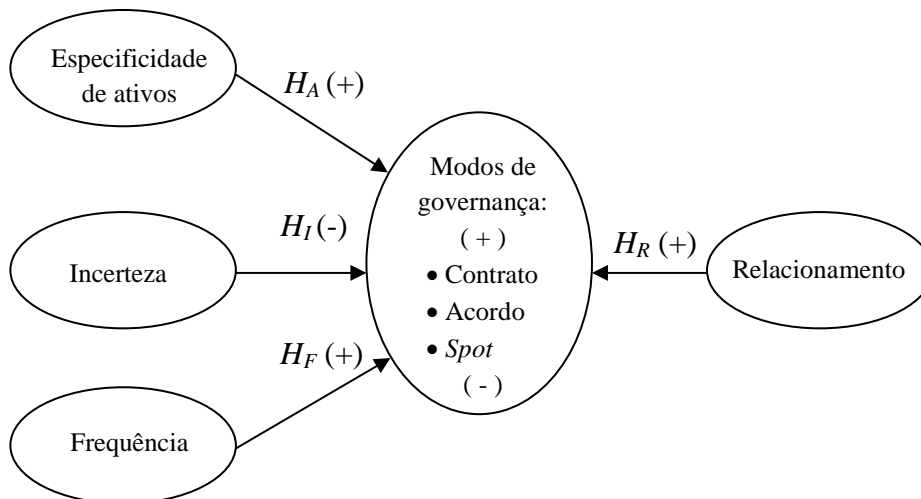 Especificidade
de ativos
H_A (+)
Incerteza
H_I (-)
Frequência
H_F (+)
Modos de
governança:
( + )
• Contrato
• Acordo
• Spot
( - )
H_R (+)
Relacionamento